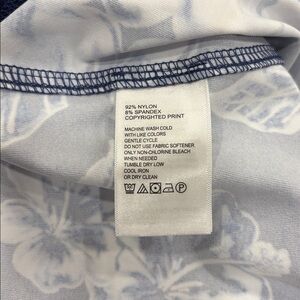 92% NYLON
8% SPANDEX
COPYRIGHTED PRINT
MACHINE WASH COLD
WITH LIKE COLORS
GENTLE CYCLE
DO NOT USE FABRIC SOFTENER
ONLY NON-CHLORINE BLEACH
WHEN NEEDED
TUMBLE DRY LOW
COOL IRON
OR DRY CLEAN